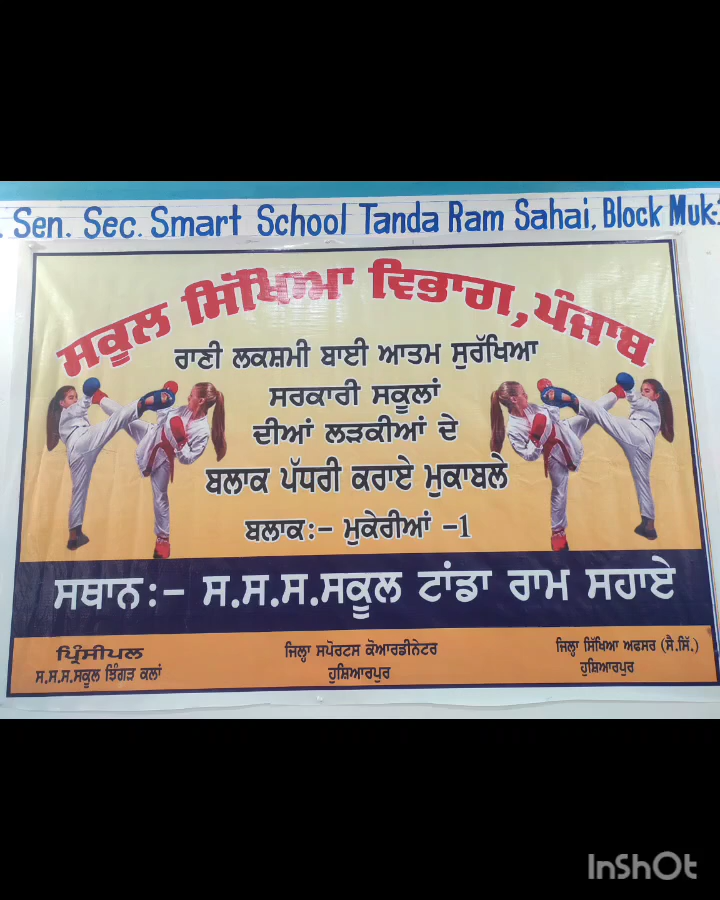 . Sen. Sec. Smart School Tanda Ram Sahai, Block Muk-1
ਸਕੂਲ ਸਿੱਖਿਆ ਵਿਭਾਗ, ਪੰਜਾਬ
ਰਾਣੀ ਲਕਸ਼ਮੀ ਬਾਈ ਆਤਮ ਸੁਰੱਖਿਆ
ਸਰਕਾਰੀ ਸਕੂਲਾਂ
ਦੀਆਂ ਲੜਕੀਆਂ ਦੇ
ਬਲਾਕ ਪੱਧਰੀ ਕਰਾਏ ਮੁਕਾਬਲੇ
ਬਲਾਕ:- ਮੁਕੇਰੀਆਂ -1
ਸਥਾਨ:- ਸ.ਸ.ਸ.ਸਕੂਲ ਟਾਂਡਾ ਰਾਮ ਸਹਾਏ
ਪ੍ਰਿੰਸੀਪਲ ਜਿਲ੍ਹਾ ਸਪੋਰਟਸ ਕੋਆਰਡੀਨੇਟਰ ਜਿਲ੍ਹਾ ਸਿੱਖਿਆ ਅਫਸਰ (ਸੈ.ਸਿੱ.)
ਸ.ਸ.ਸ.ਸਕੂਲ ਝਿੰਗੜ ਕਲਾਂ ਹੁਸ਼ਿਆਰਪੁਰ ਹੁਸ਼ਿਆਰਪੁਰ
InShOt